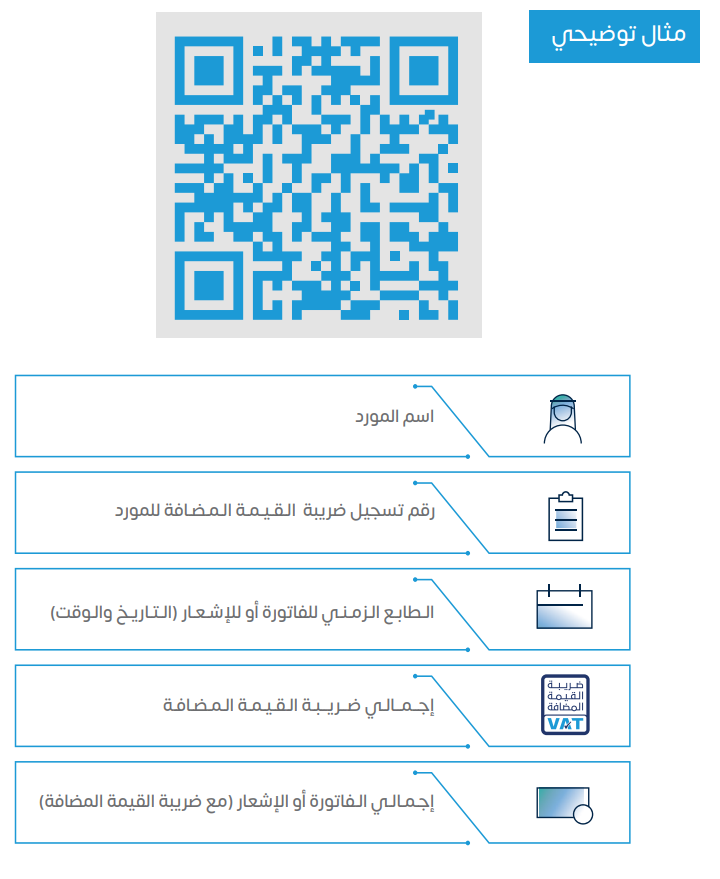 مثال توضيحي
اسم المورد
رقم تسجيل ضريبة القيمة المضافة للمورد
الطابع الزمني للفاتورة أو للإشعار (التاريخ والوقت)
إجمالي ضريبة القيمة المضافة
ضريبة
القيمة
المضافة
VAT
إجمالي الفاتورة أو الإشعار (مع ضريبة القيمة المضافة)